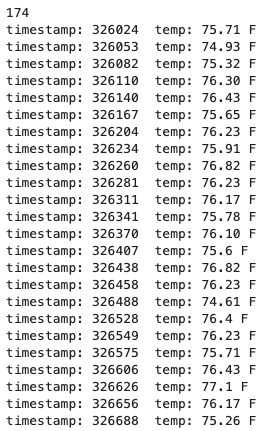 174
timestamp: 326024  temp: 75.71 F
timestamp: 326053  temp: 74.93 F
timestamp: 326082  temp: 75.32 F
timestamp: 326110  temp: 76.30 F
timestamp: 326140  temp: 76.43 F
timestamp: 326167  temp: 75.65 F
timestamp: 326204  temp: 76.23 F
timestamp: 326234  temp: 75.91 F
timestamp: 326260  temp: 76.82 F
timestamp: 326281  temp: 76.23 F
timestamp: 326311  temp: 76.17 F
timestamp: 326341  temp: 75.78 F
timestamp: 326370  temp: 76.10 F
timestamp: 326407  temp: 75.6 F
timestamp: 326438  temp: 76.82 F
timestamp: 326458  temp: 76.23 F
timestamp: 326488  temp: 74.61 F
timestamp: 326528  temp: 76.4 F
timestamp: 326549  temp: 76.23 F
timestamp: 326575  temp: 75.71 F
timestamp: 326606  temp: 76.43 F
timestamp: 326626  temp: 77.1 F
timestamp: 326656  temp: 76.17 F
timestamp: 326688  temp: 75.26 F